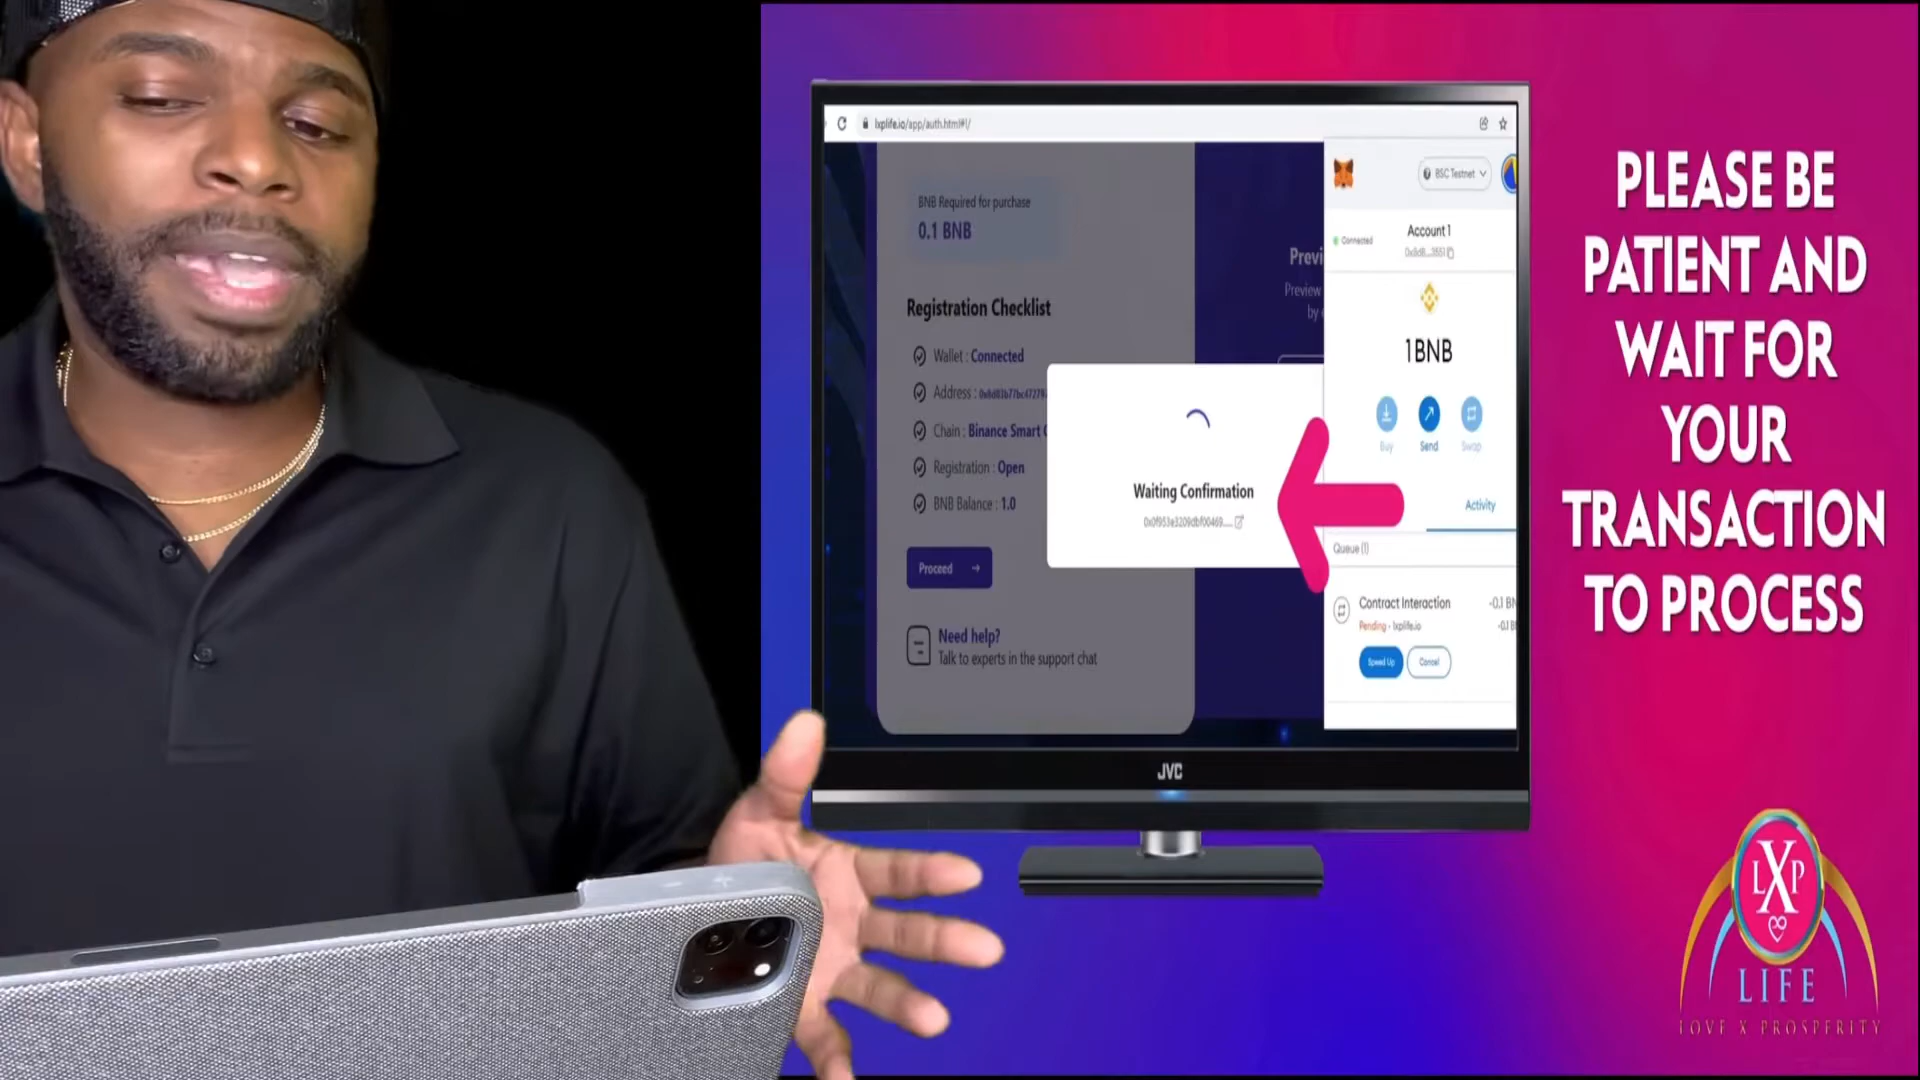 lxplife.io/app/auth.html#!/
BNB Required for purchase
0.1 BNB
Registration Checklist
Wallet : Connected
Address :
Chain : Binance Smart
Registration : Open
BNB Balance : 1.0
Proceed
Need help?
Talk to experts in the support chat
Previ
Preview
by
Waiting Confirmation
BSC Testnet
Connected
Account 1
1BNB
Buy
Send
Swap
Activity
Queue (1)
Contract Interaction
Pending - lxplife.io
Speed Up
Cancel
JVC
PLEASE BE
PATIENT AND
WAIT FOR
YOUR
TRANSACTION
TO PROCESS
LXP
LIFE
LOVE X PROSPERITY